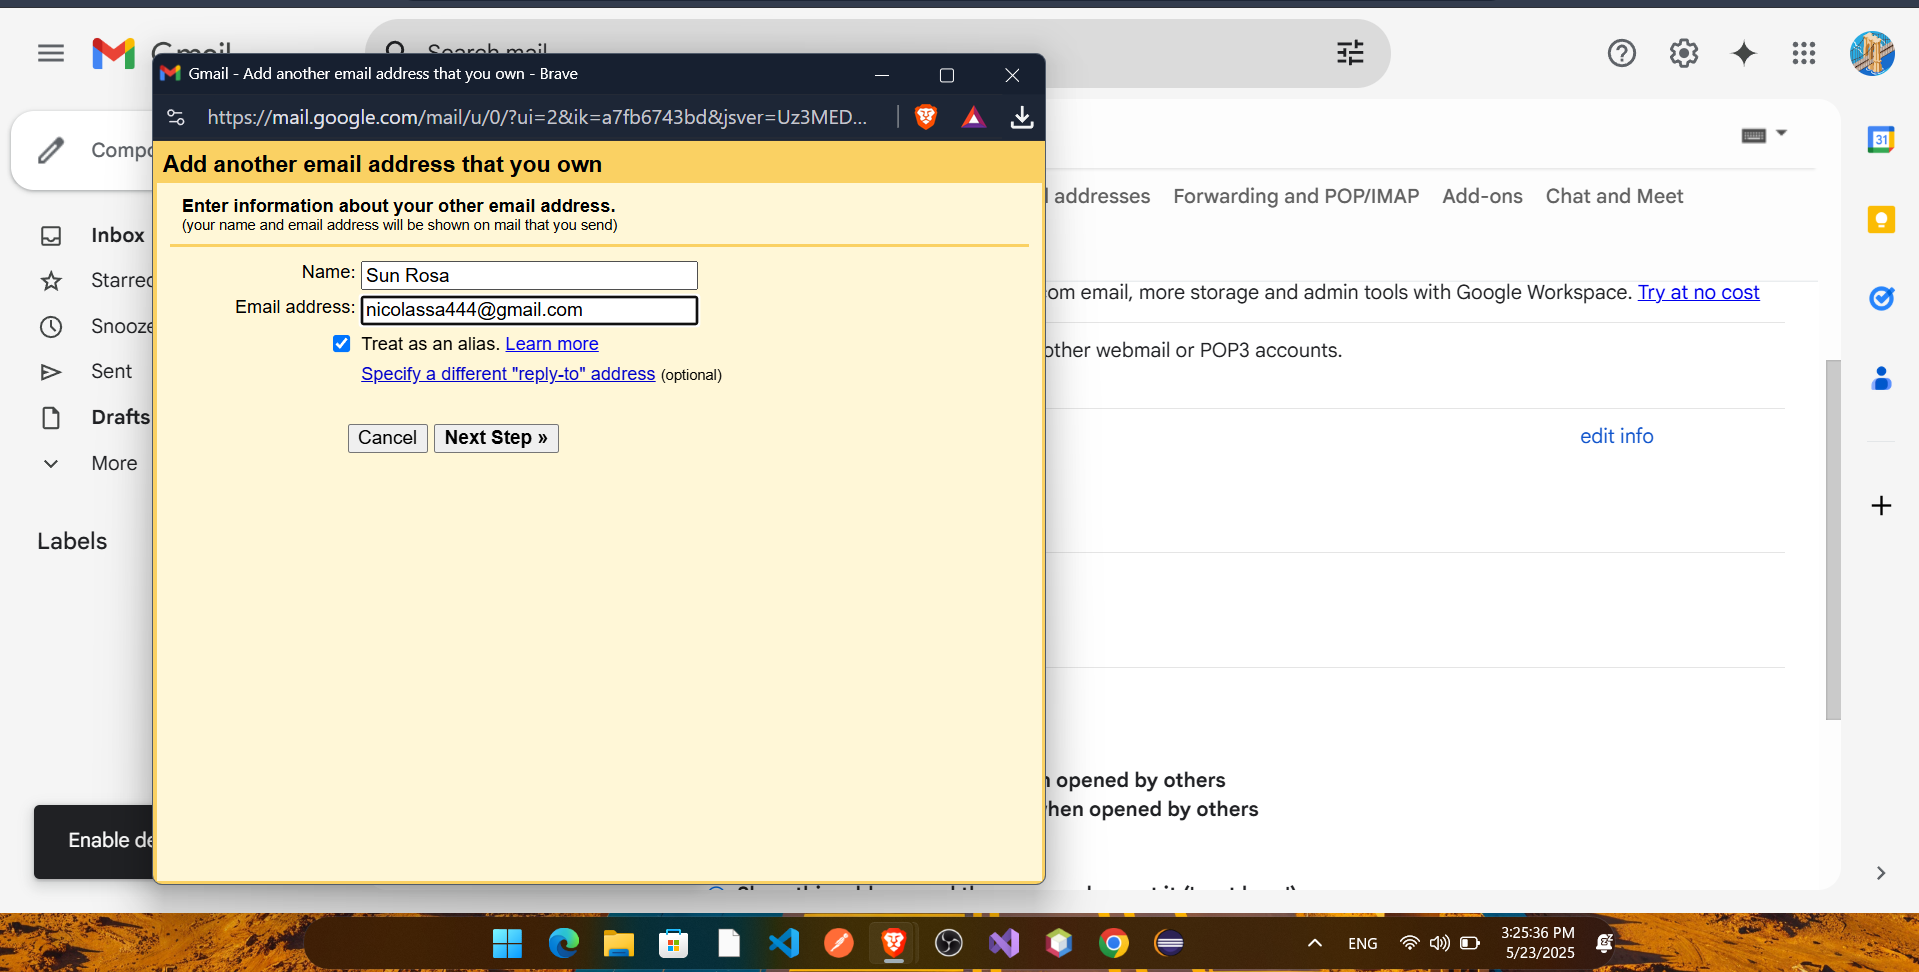 Gmail - Add another email address that you own - Brave
https://mail.google.com/mail/u/0/?ui=2&ik=a7fb6743bd&jsver=Uz3MED...
Add another email address that you own
Enter information about your other email address.
(your name and email address will be shown on mail that you send)
Name: Sun Rosa
Email address: nicolassa444@gmail.com
Treat as an alias. Learn more
Specify a different "reply-to" address (optional)
Cancel Next Step »
Gmail
Search mail
Compo
Inbox
Starred
Snooze
Sent
Drafts
More
Labels
Enable de
addresses Forwarding and POP/IMAP Add-ons Chat and Meet
om email, more storage and admin tools with Google Workspace. Try at no cost
other webmail or POP3 accounts.
edit info
opened by others
when opened by others
31
ENG
3:25:36 PM
5/23/2025